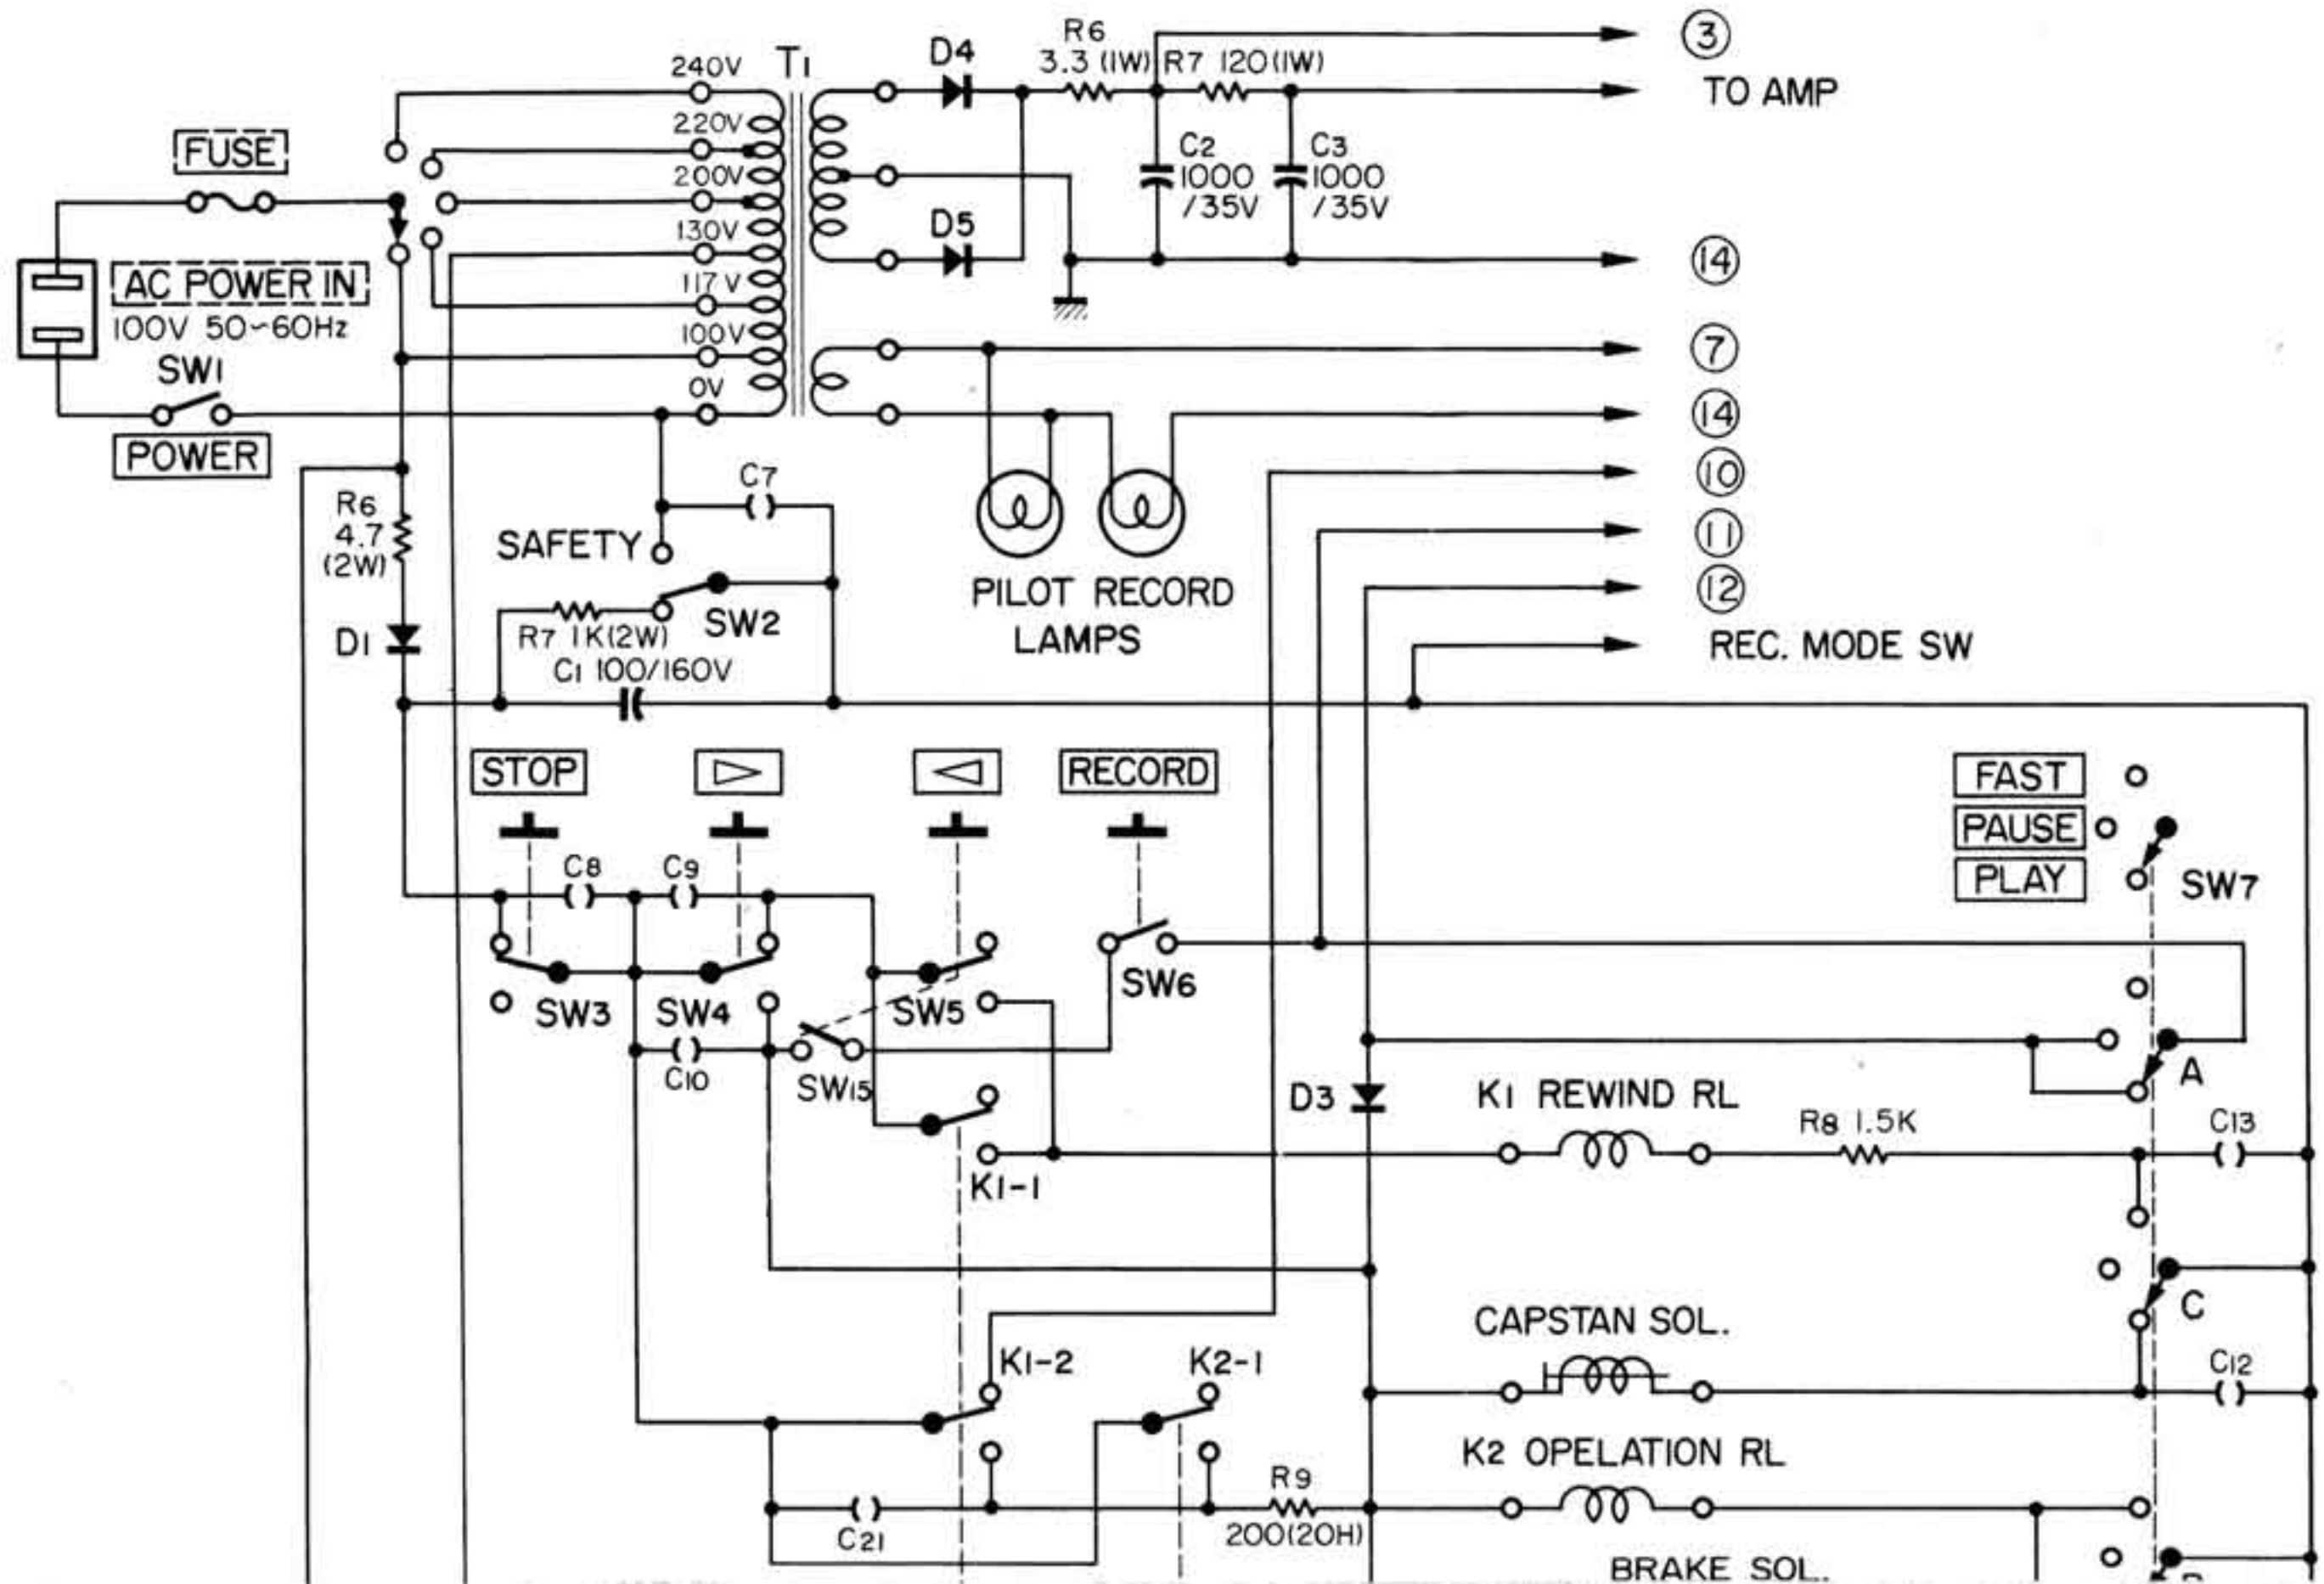 R6
3.3 (1W) R7 120(1W)
3
TO AMP
240V
T1
D4
220V
FUSE
200V
C2
1000
/35V
C3
1000
/35V
130V
D5
14
AC POWER IN
100V 50~60Hz
117V
100V
7
SW1
0V
14
POWER
C7
10
R6
4.7
(2W)
SAFETY
11
PILOT RECORD
LAMPS
12
SW2
D1
R7 1K(2W)
REC. MODE SW
C1 100/160V
STOP
RECORD
FAST
PAUSE
PLAY
SW7
C8
C9
SW3
SW4
SW5
SW6
C10
SW15
D3
K1 REWIND RL
A
R8 1.5K
C13
K1-1
CAPSTAN SOL.
C
K1-2
K2-1
C12
K2 OPELATION RL
R9
200(20H)
C21
BRAKE SOL.